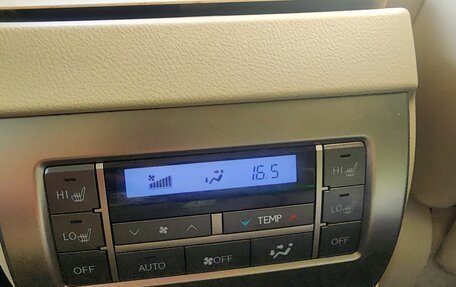 16.5
HI HI
LO TEMP LO
OFF AUTO OFF OFF